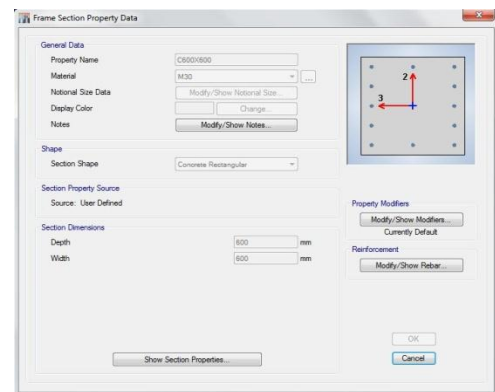 Frame Section Property Data
General Data
Property Name C600X600
Material M30 ...
Notional Size Data Modify/Show Notional Size...
Display Color Change...
Notes Modify/Show Notes...
Shape
Section Shape Concrete Rectangular
Section Property Source
Source: User Defined
Section Dimensions
Depth 600 mm
Width 600 mm
Show Section Properties...
2
3
Property Modifiers
Modify/Show Modifiers...
Currently Default
Reinforcement
Modify/Show Rebar...
OK
Cancel